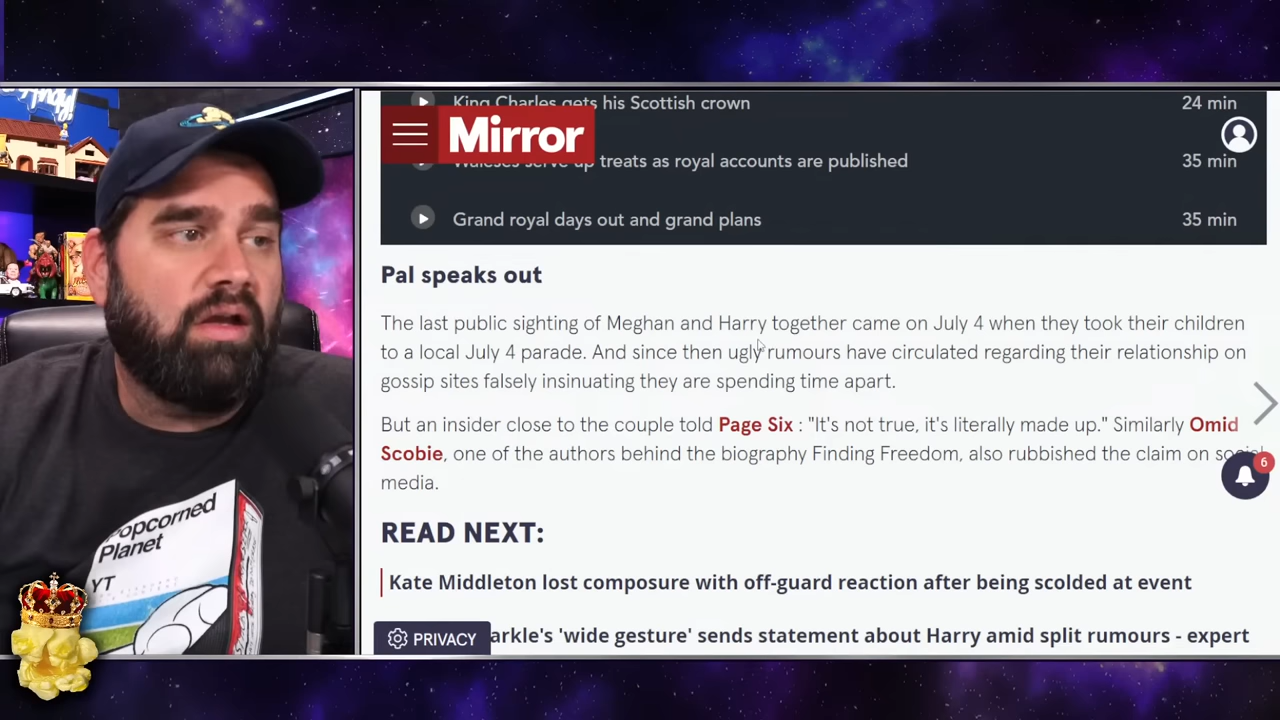 King Charles gets his Scottish crown
24 min
Mirror
Waleses serve up treats as royal accounts are published
35 min
Grand royal days out and grand plans
35 min
Pal speaks out
The last public sighting of Meghan and Harry together came on July 4 when they took their children
to a local July 4 parade. And since then ugly rumours have circulated regarding their relationship on
gossip sites falsely insinuating they are spending time apart.
But an insider close to the couple told Page Six : "It's not true, it's literally made up." Similarly Omid
Scobie, one of the authors behind the biography Finding Freedom, also rubbished the claim on social
media.
6
READ NEXT:
Kate Middleton lost composure with off-guard reaction after being scolded at event
PRIVACY
arkle's 'wide gesture' sends statement about Harry amid split rumours - expert
Popcorned
Planet
YT